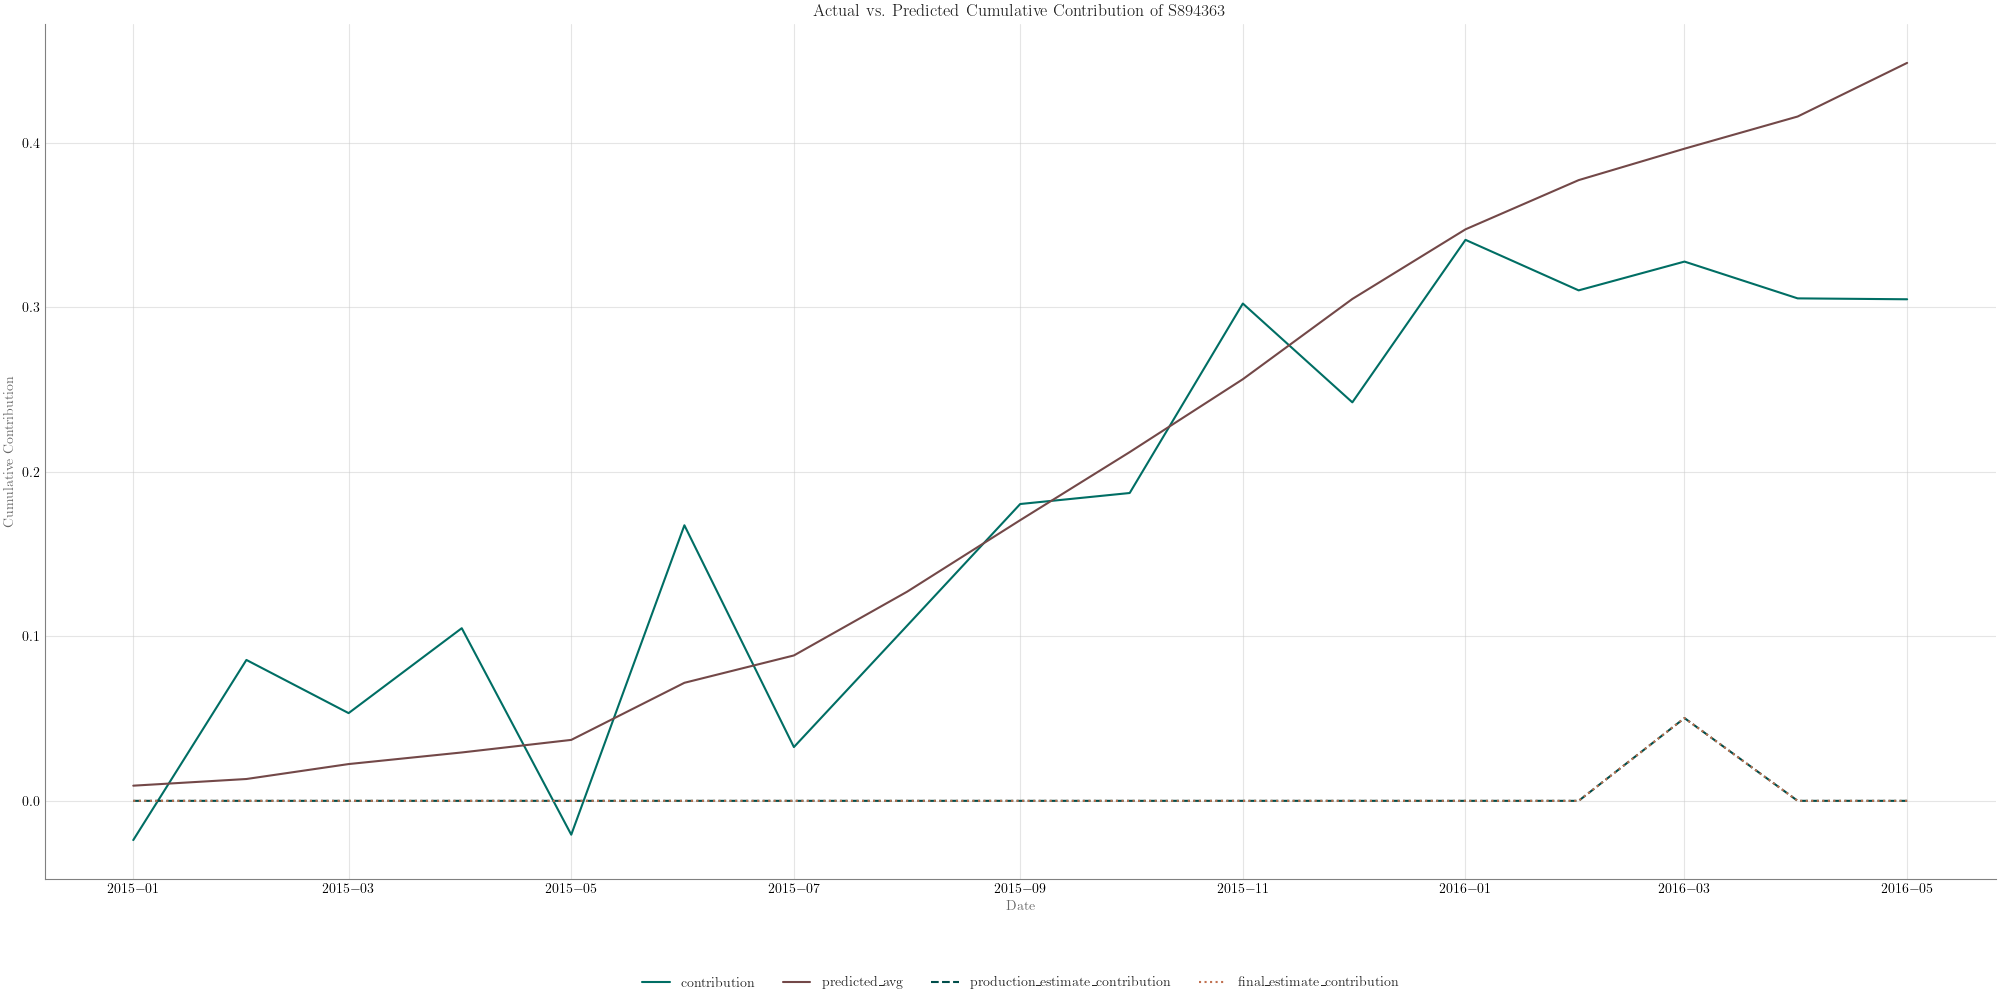 Actual vs. Predicted Cumulative Contribution of S894363
Cumulative Contribution
0.4
0.3
0.2
0.1
0.0
2015−01 2015−03 2015−05 2015−07 2015−09 2015−11 2016−01 2016−03 2016−05
Date
contribution predicted_avg production_estimate_contribution final_estimate_contribution